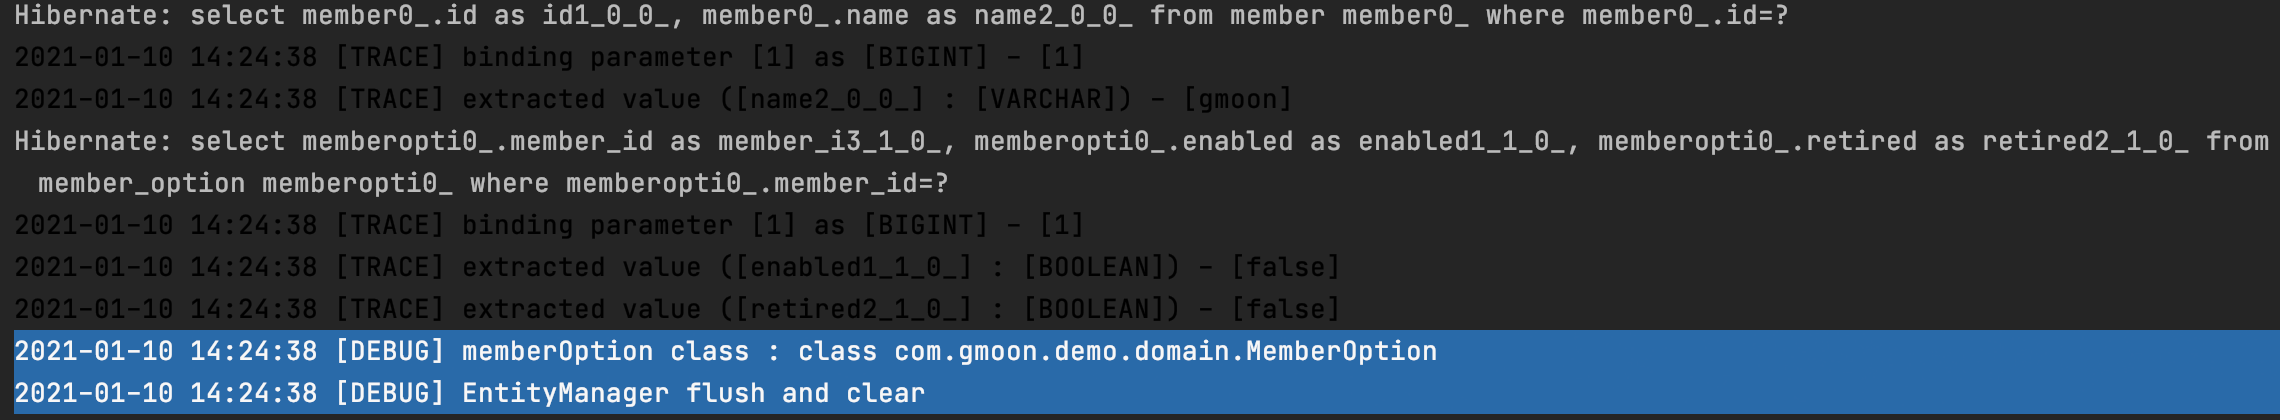 Hibernate: select member0_.id as id1_0_0_, member0_.name as name2_0_0_ from member member0_ where member0_.id=?
2021-01-10 14:24:38 [TRACE] binding parameter [1] as [BIGINT] - [1]
2021-01-10 14:24:38 [TRACE] extracted value ([name2_0_0_] : [VARCHAR]) - [gmoon]
Hibernate: select memberopti0_.member_id as member_i3_1_0_, memberopti0_.enabled as enabled1_1_0_, memberopti0_.retired as retired2_1_0_ from
member_option memberopti0_ where memberopti0_.member_id=?
2021-01-10 14:24:38 [TRACE] binding parameter [1] as [BIGINT] - [1]
2021-01-10 14:24:38 [TRACE] extracted value ([enabled1_1_0_] : [BOOLEAN]) - [false]
2021-01-10 14:24:38 [TRACE] extracted value ([retired2_1_0_] : [BOOLEAN]) - [false]
2021-01-10 14:24:38 [DEBUG] memberOption class : class com.gmoon.demo.domain.MemberOption
2021-01-10 14:24:38 [DEBUG] EntityManager flush and clear